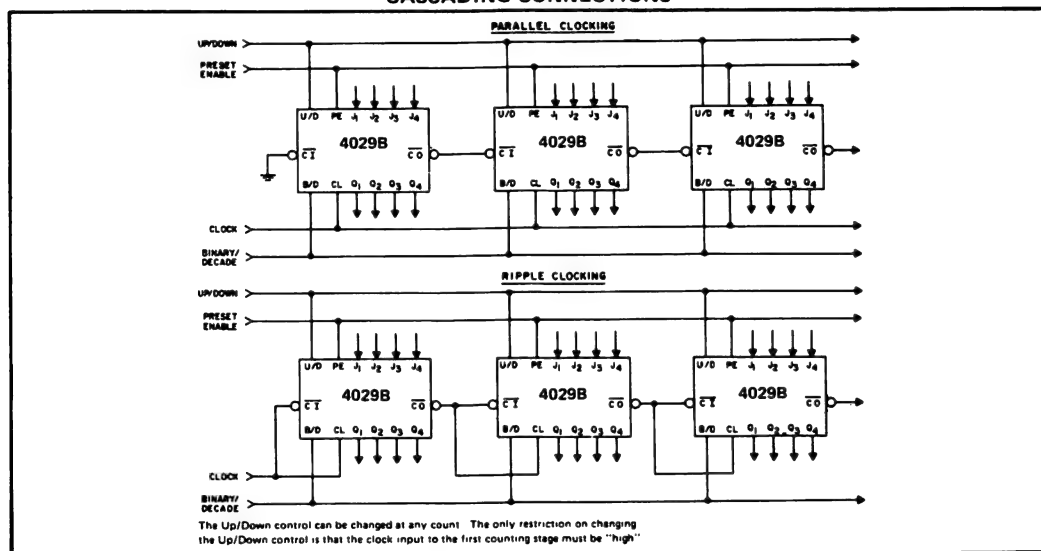 PARALLEL CLOCKING
UP/DOWN
PRESET ENABLE
U/D PE J1 J2 J3 J4
U/D PE J1 J2 J3 J4
U/D PE J1 J2 J3 J4
CI 4029B CO
CI 4029B CO
CI 4029B CO
B/D CL Q1 Q2 Q3 Q4
B/D CL Q1 Q2 Q3 Q4
B/D CL Q1 Q2 Q3 Q4
CLOCK
BINARY/ DECADE
RIPPLE CLOCKING
UP/DOWN
PRESET ENABLE
U/D PE J1 J2 J3 J4
U/D PE J1 J2 J3 J4
U/D PE J1 J2 J3 J4
CI 4029B CO
CI 4029B CO
CI 4029B CO
B/D CL Q1 Q2 Q3 Q4
B/D CL Q1 Q2 Q3 Q4
B/D CL Q1 Q2 Q3 Q4
CLOCK
BINARY/ DECADE
The Up/Down control can be changed at any count The only restriction on changing
the Up/Down control is that the clock input to the first counting stage must be "high"